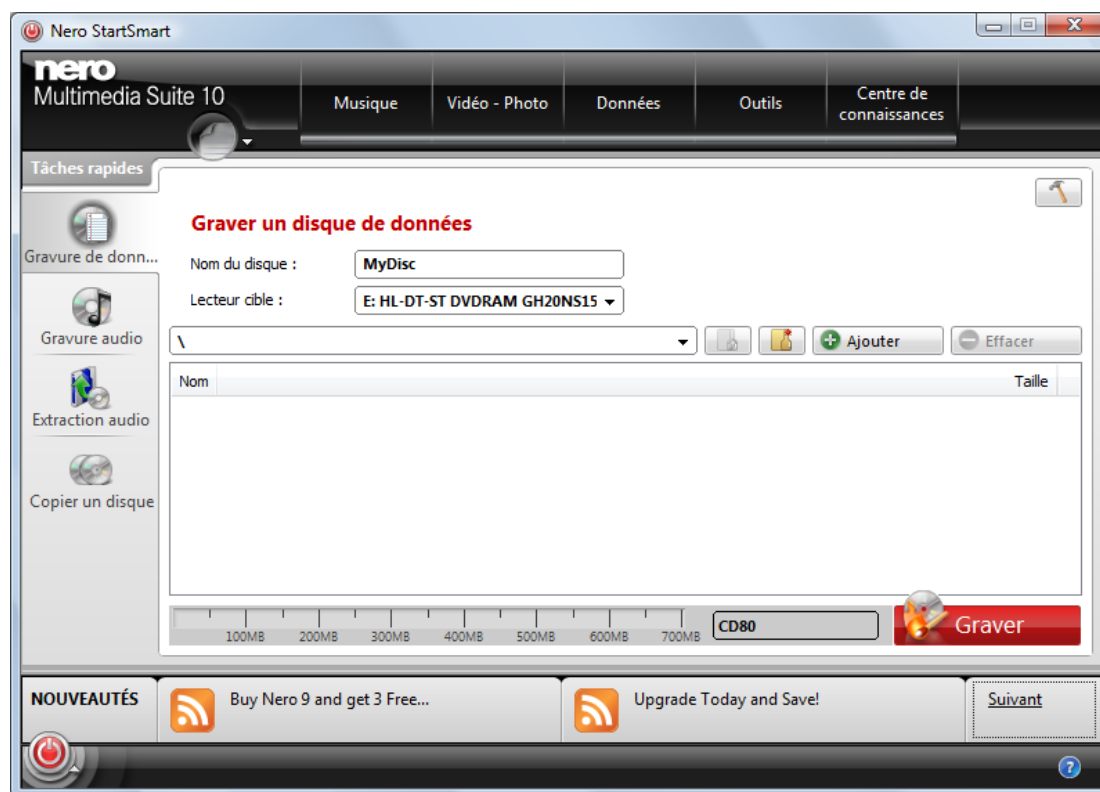 Nero StartSmart
nero
Multimedia Suite 10
Musique
Vidéo - Photo
Données
Outils
Centre de
connaissances
Tâches rapides
Gravure de donn...
Gravure audio
Extraction audio
Copier un disque
Graver un disque de données
Nom du disque :
MyDisc
Lecteur cible :
E: HL-DT-ST DVDRAM GH20NS15
\
Ajouter
Effacer
Nom
Taille
100MB 200MB 300MB 400MB 500MB 600MB 700MB
CD80
Graver
NOUVEAUTÉS
Buy Nero 9 and get 3 Free...
Upgrade Today and Save!
Suivant
?